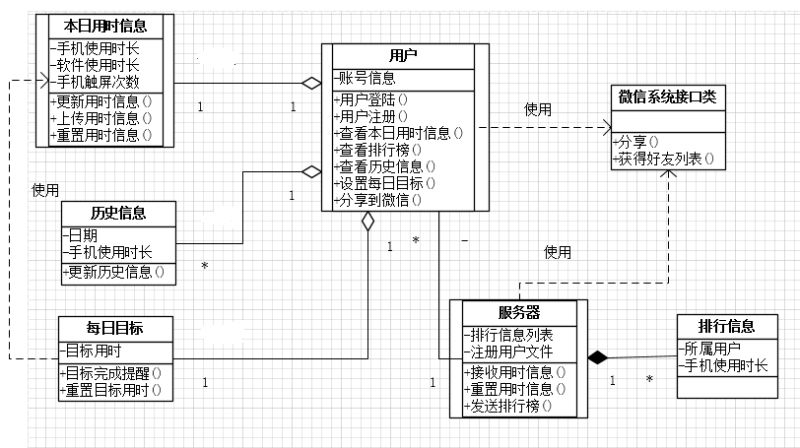 本日用时信息
-手机使用时长
-软件使用时长
-手机触屏次数
+更新用时信息()
+上传用时信息()
+重置用时信息()
用户
-账号信息
+用户登陆()
+用户注册()
+查看本日用时信息()
+查看排行榜()
+查看历史信息()
+设置每日目标()
+分享到微信()
微信系统接口类
+分享()
+获得好友列表()
使用
1
1
使用
历史信息
-日期
-手机使用时长
+更新历史信息()
1
*
1
*
-
使用
每日目标
-目标用时
+目标完成提醒()
+重置目标用时()
1
服务器
-排行信息列表
-注册用户文件
+接收用时信息()
+重置用时信息()
+发送排行榜()
1
1
*
排行信息
-所属用户
-手机使用时长